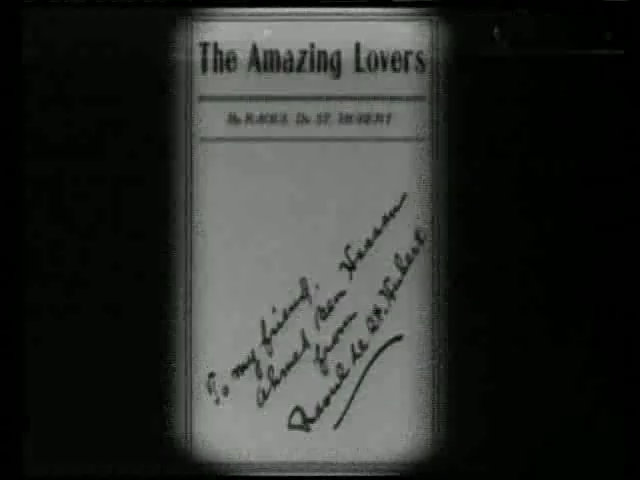 The Amazing Lovers
By RAOUL De ST. HUBERT
To my friend,
Ahmed Ben Hassan
from
Raoul de St. Hubert